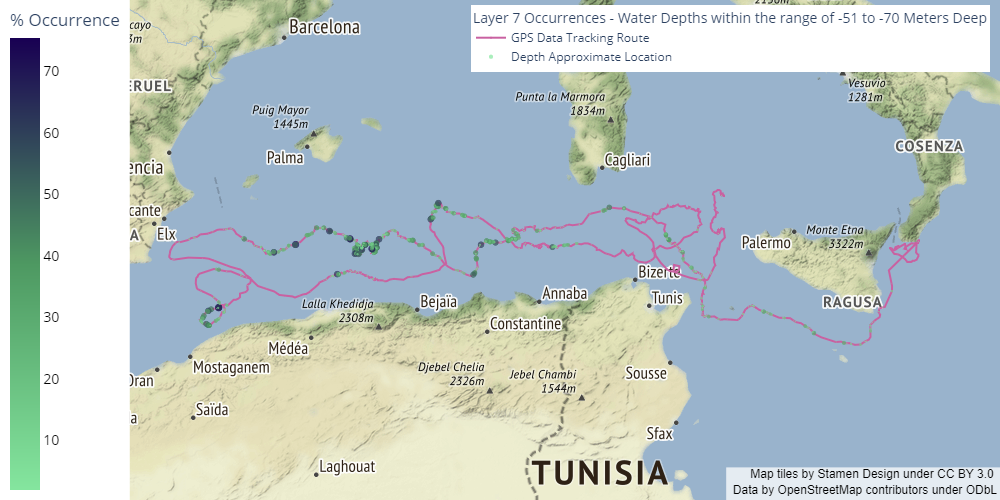 % Occurrence
70
60
50
40
30
20
10
Layer 7 Occurrences - Water Depths within the range of -51 to -70 Meters Deep
GPS Data Tracking Route
Depth Approximate Location
cayo
3m
Barcelona
ERUEL
Puig Mayor
1445m
Palma
encia
cante
A
Elx
Punta la Marmora
1834m
Cagliari
Vesuvio
1281m
COSENZA
Palermo
Monte Etna
3322m
RAGUSA
Bizerte
Tunis
Lalla Khedidja
2308m
Bejaïa
Annaba
Constantine
Médéa
Mostaganem
Oran
Djebel Chelia
2326m
Jebel Chambi
1544m
Sousse
Saïda
a
Sfax
Laghouat
TUNISIA
Map tiles by Stamen Design under CC BY 3.0
Data by OpenStreetMap contributors under ODbL